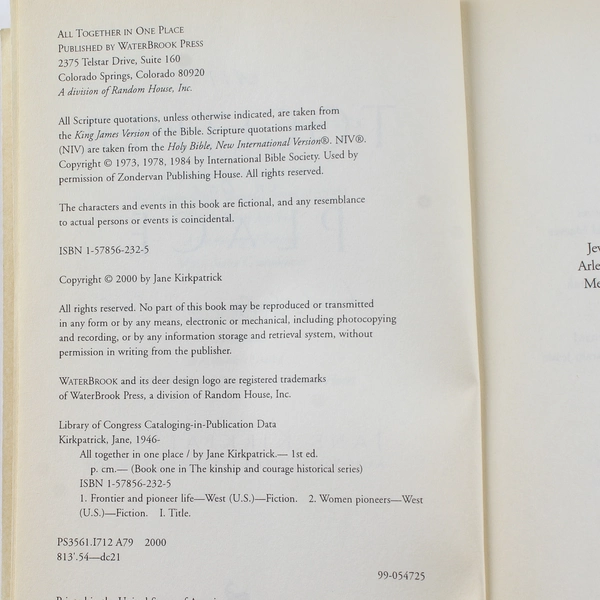 ALL TOGETHER IN ONE PLACE
PUBLISHED BY WATERBROOK PRESS
2375 Telstar Drive, Suite 160
Colorado Springs, Colorado 80920
A division of Random House, Inc.
All Scripture quotations, unless otherwise indicated, are taken from
the King James Version of the Bible. Scripture quotations marked
(NIV) are taken from the Holy Bible, New International Version®. NIV®.
Copyright © 1973, 1978, 1984 by International Bible Society. Used by
permission of Zondervan Publishing House. All rights reserved.
The characters and events in this book are fictional, and any resemblance
to actual persons or events is coincidental.
ISBN 1-57856-232-5
Copyright © 2000 by Jane Kirkpatrick
All rights reserved. No part of this book may be reproduced or transmitted
in any form or by any means, electronic or mechanical, including photocopying
and recording, or by any information storage and retrieval system, without
permission in writing from the publisher.
WATERBROOK and its deer design logo are registered trademarks
of WaterBrook Press, a division of Random House, Inc.
Library of Congress Cataloging-in-Publication Data
Kirkpatrick, Jane, 1946-
All together in one place / by Jane Kirkpatrick.— 1st ed.
p. cm.— (Book one in The kinship and courage historical series)
ISBN 1-57856-232-5
1. Frontier and pioneer life—West (U.S.)—Fiction. 2. Women pioneers—West
(U.S.)—Fiction. I. Title.
PS3561.I712 A79 2000
813'.54—dc21
99-054725
Jev
Arle
Me